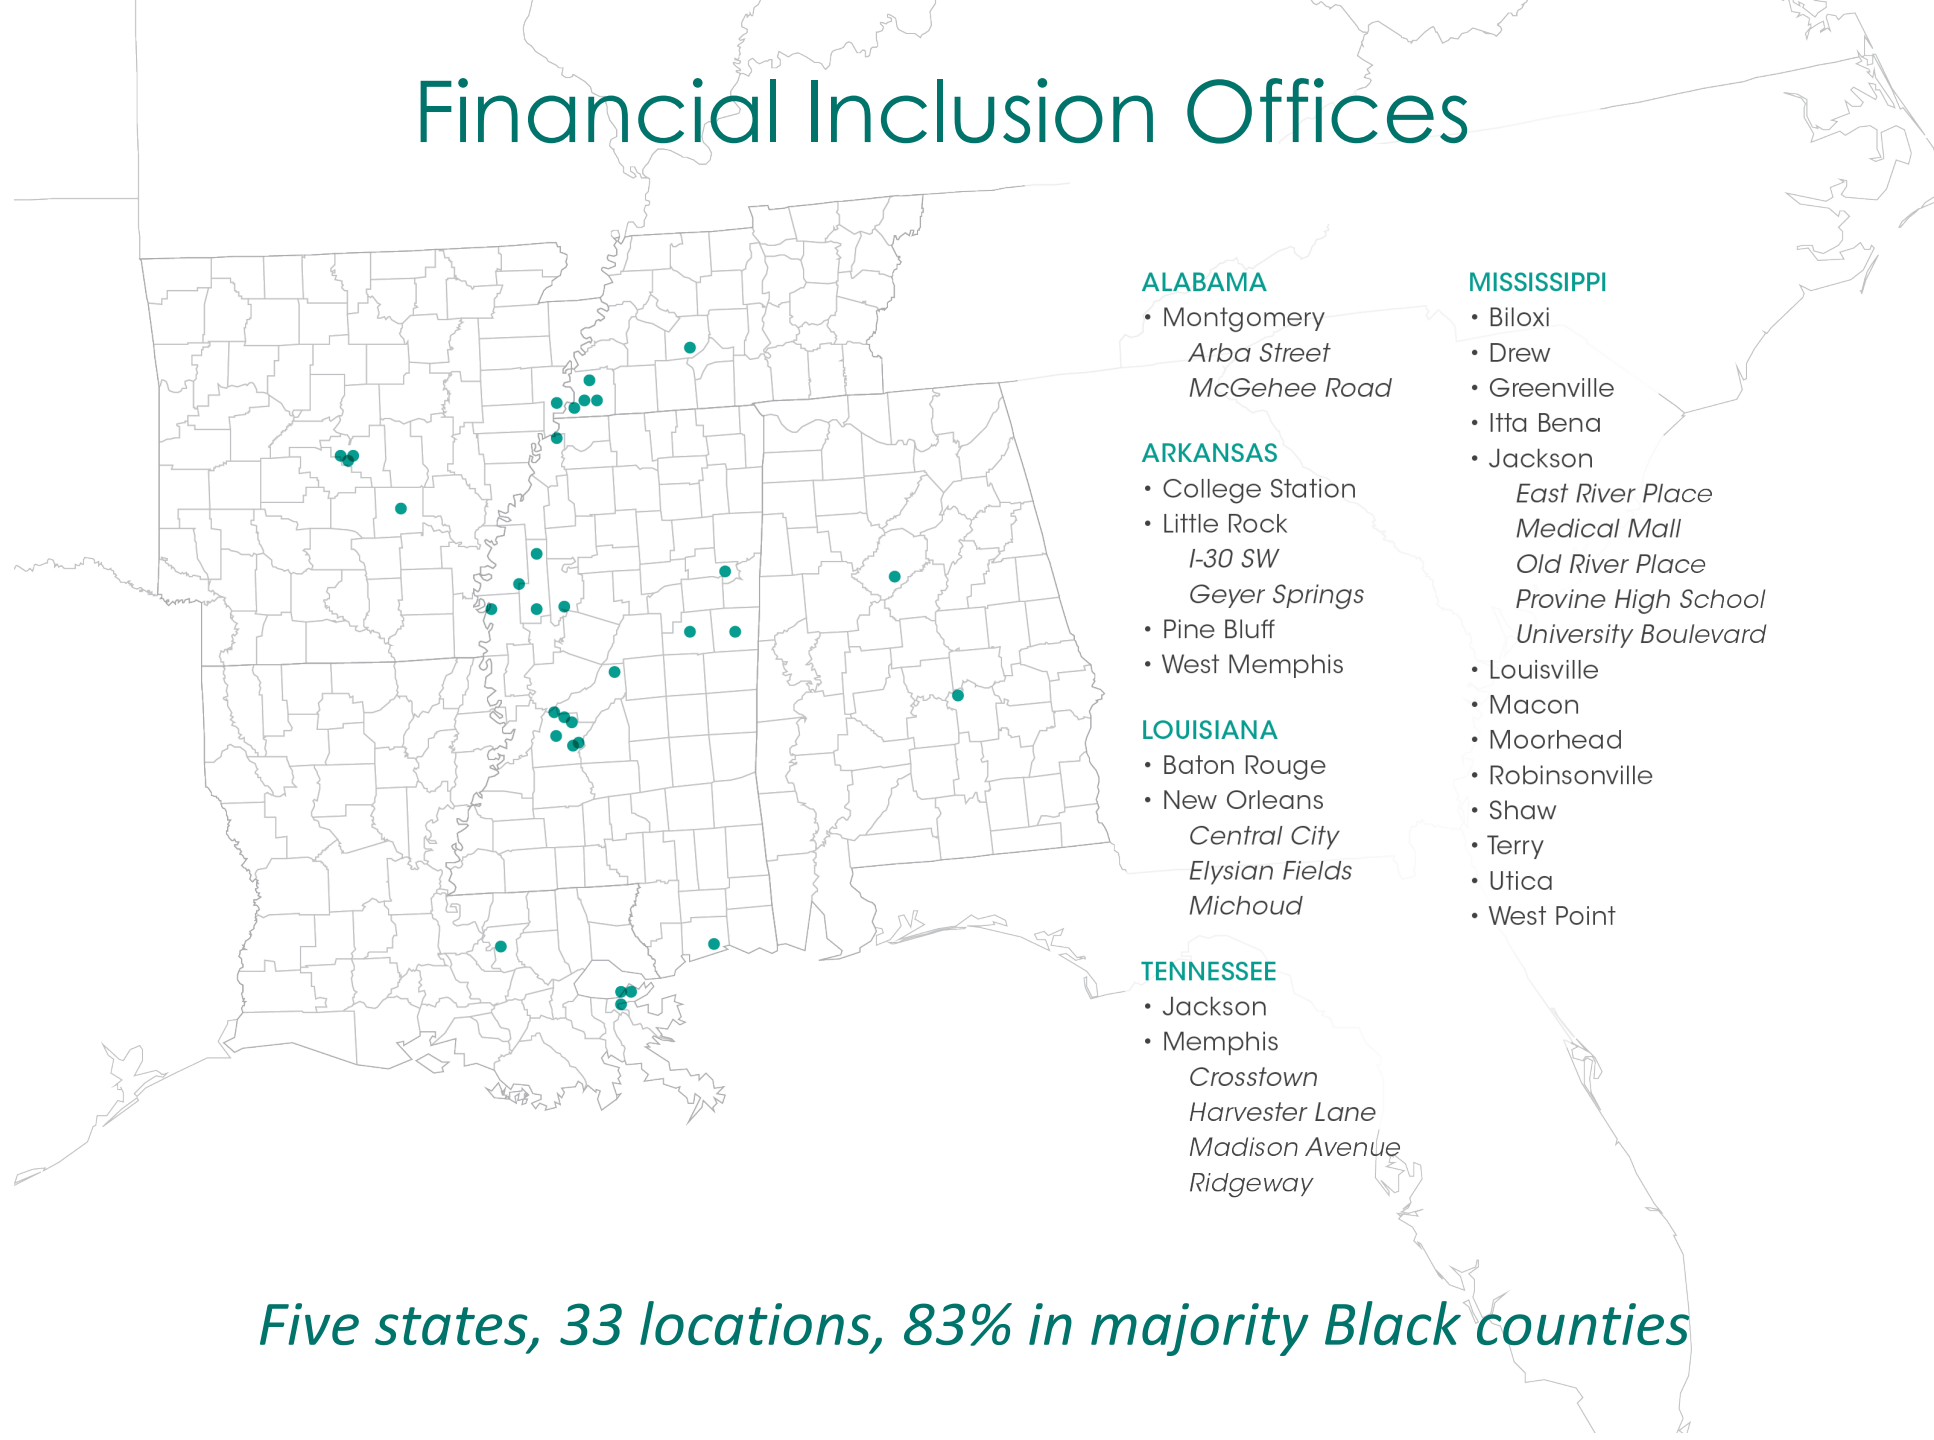 Financial Inclusion Offices
ALABAMA
• Montgomery
Arba Street
McGehee Road
ARKANSAS
• College Station
• Little Rock
I-30 SW
Geyer Springs
• Pine Bluff
• West Memphis
LOUISIANA
• Baton Rouge
• New Orleans
Central City
Elysian Fields
Michoud
TENNESSEE
• Jackson
• Memphis
Crosstown
Harvester Lane
Madison Avenue
Ridgeway
MISSISSIPPI
• Biloxi
• Drew
• Greenville
• Itta Bena
• Jackson
East River Place
Medical Mall
Old River Place
Provine High School
University Boulevard
• Louisville
• Macon
• Moorhead
• Robinsonville
• Shaw
• Terry
• Utica
• West Point
Five states, 33 locations, 83% in majority Black counties